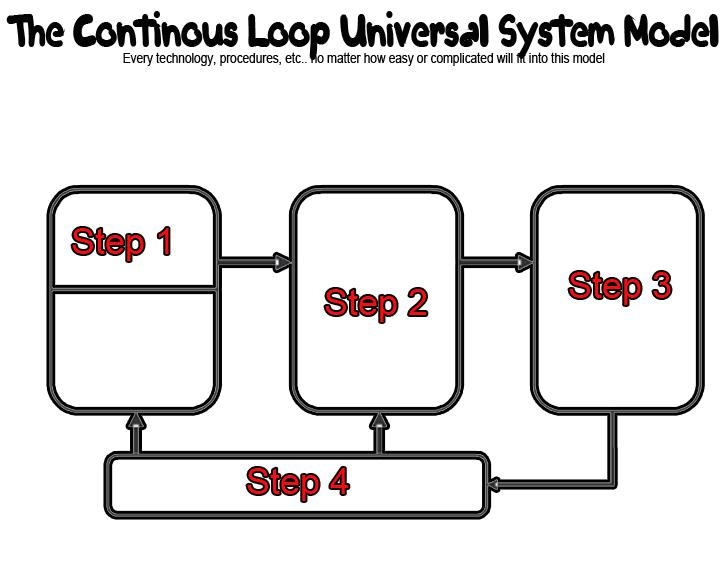 The Continous Loop Universal System Model
Every technology, procedures, etc.. no matter how easy or complicated will fit into this model
Step 1
Step 2
Step 3
Step 4